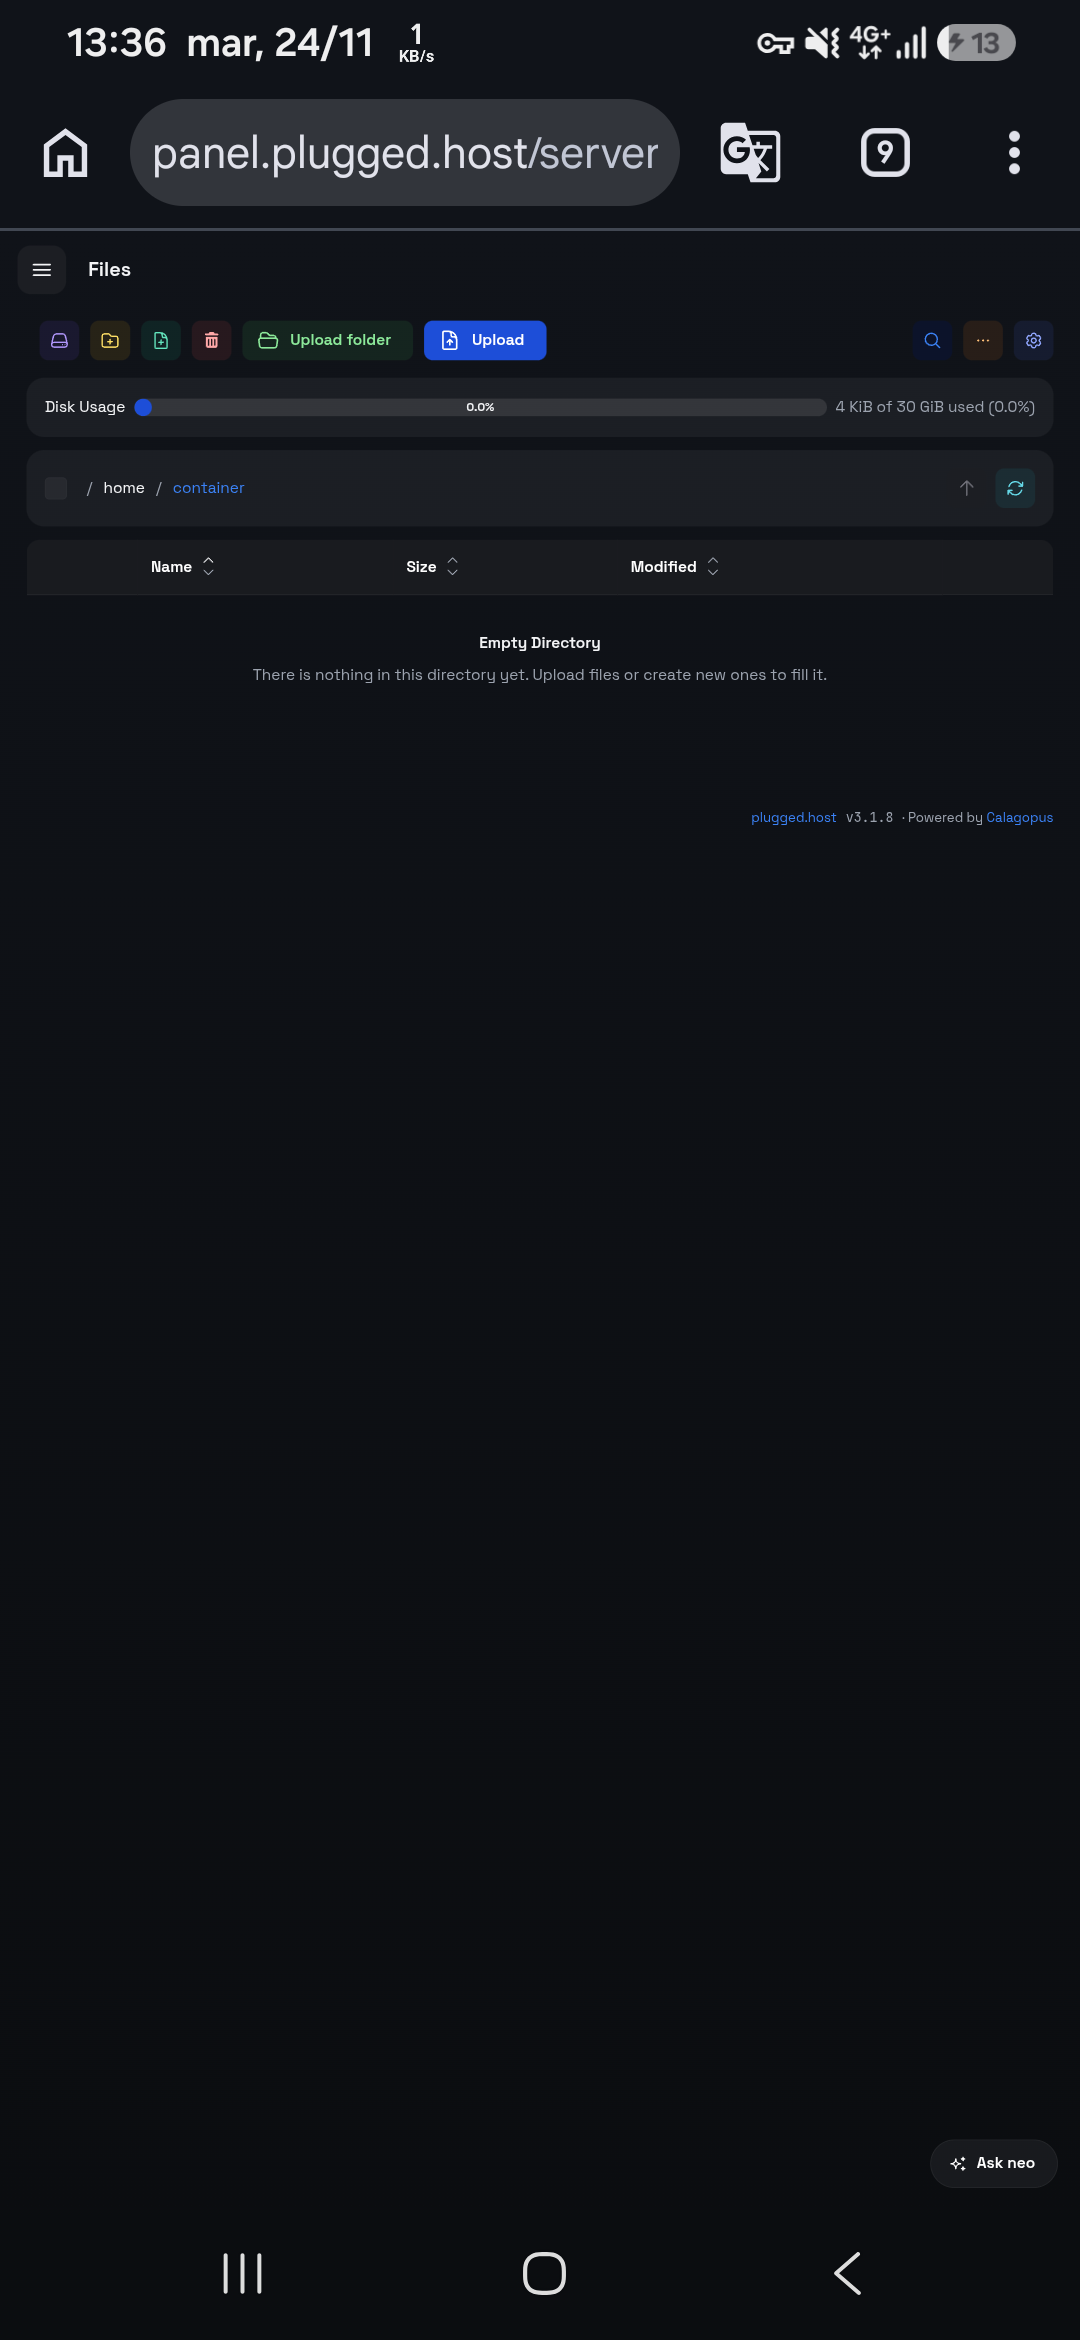 13:36 mar, 24/11 1 KB/s 4G+ 13
panel.plugged.host/server 9
Files
Upload folder Upload
Disk Usage 0.0% 4 KiB of 30 GiB used (0.0%)
/ home / container
Name Size Modified
Empty Directory
There is nothing in this directory yet. Upload files or create new ones to fill it.
plugged.host v3.1.8 · Powered by Calagopus
Ask neo